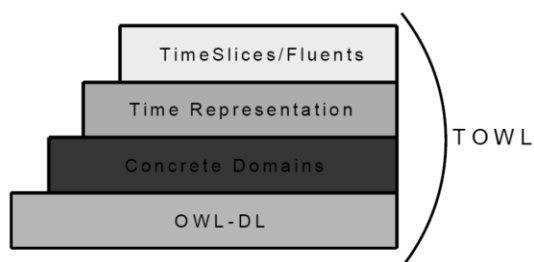 TimeSlices/Fluents
Time Representation
Concrete Domains
OWL-DL
TOWL